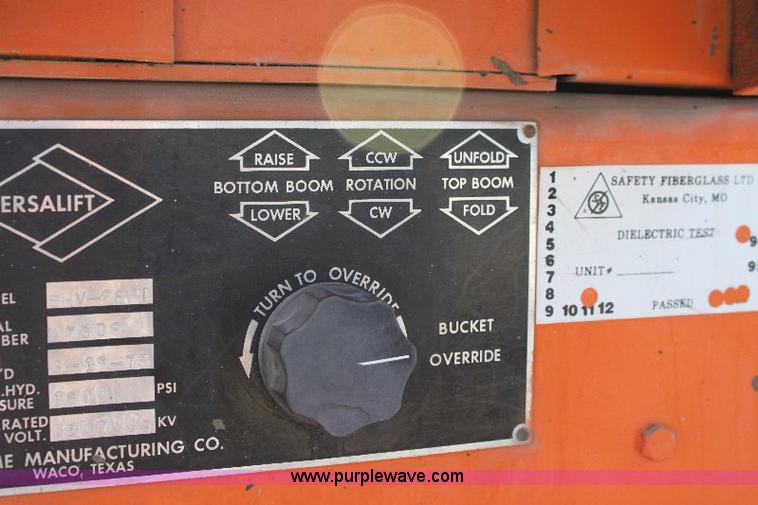 RAISE CCW UNFOLD
BOTTOM BOOM ROTATION TOP BOOM
LOWER CW FOLD
ERSALIFT
TURN TO OVERRIDE
BUCKET
OVERRIDE
EL
AL
BER
'D
.HYD.
SURE PSI
RATED
VOLT. KV
ME MANUFACTURING CO.
WACO, TEXAS
1
2
3
4
5
6
7
8
9 10 11 12
SAFETY FIBERGLASS LTD
Kansas City, MO
DIELECTRIC TEST
UNIT#
PASSED
www.purplewave.com